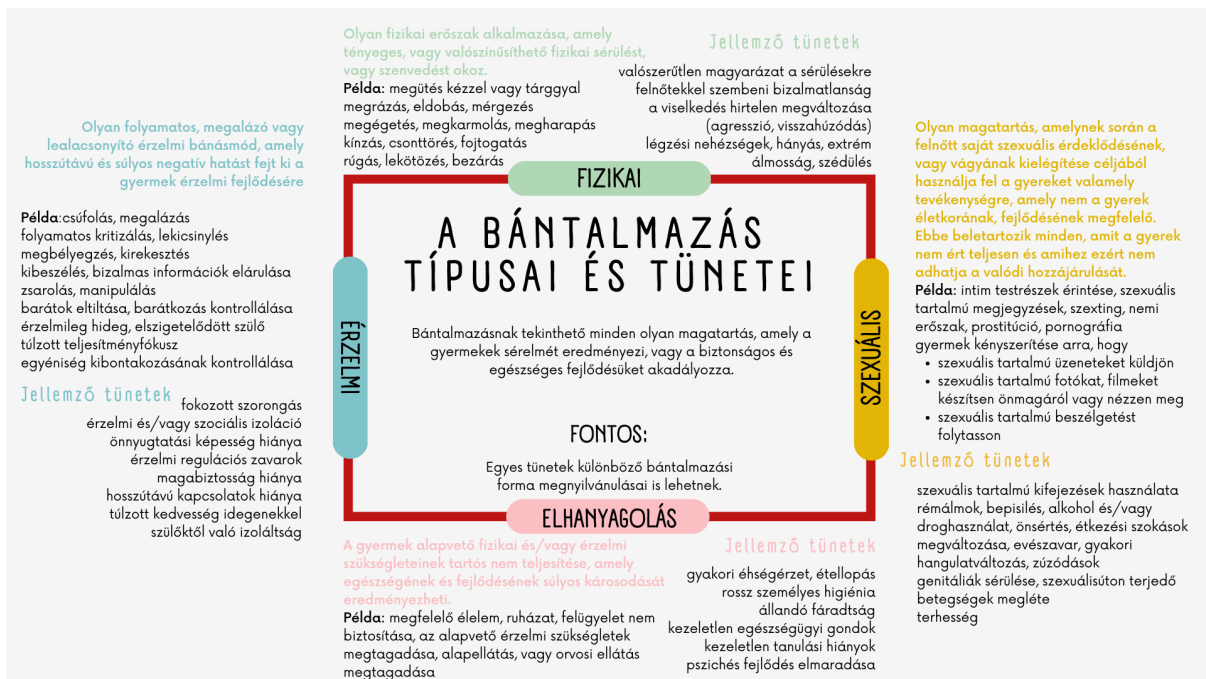 Olyan fizikai erőszak alkalmazása, amely
tényeges, vagy valószínűsíthető fizikai sérülést,
vagy szenvedést okoz.
Példa: megütés kézzel vagy tárggyal
megrázás, eldobás, mérgezés
megégetés, megkarmolás, megharapás
kínzás, csonttörés, fojtogatás
rúgás, lekötözés, bezárás
Jellemző tünetek
valószerűtlen magyarázat a sérülésekre
felnőtekkel szembeni bizalmatlanság
a viselkedés hirtelen megváltozása
(agresszió, visszahúzódás)
légzési nehézségek, hányás, extrém
álmosság, szédülés
FIZIKAI
Olyan folyamatos, megalázó vagy
lealacsonyító érzelmi bánásmód, amely
hosszútávú és súlyos negatív hatást fejt ki a
gyermek érzelmi fejlődésére
Példa:csúfolás, megalázás
folyamatos kritizálás, lekicsinylés
megbélyegzés, kirekesztés
kibeszélés, bizalmas információk elárulása
zsarolás, manipulálás
barátok eltiltása, barátkozás kontrollálása
érzelmileg hideg, elszigetelődött szülő
túlzott teljesítményfókusz
egyéniség kibontakozásának kontrollálása
Jellemző tünetek
fokozott szorongás
érzelmi és/vagy szociális izoláció
önnyugtatási képesség hiánya
érzelmi regulációs zavarok
magabiztosság hiánya
hosszútávú kapcsolatok hiánya
túlzott kedvesség idegenekkel
szülőktől való izoláltság
ÉRZELMI
A BÁNTALMAZÁS
TÍPUSAI ÉS TÜNETEI
Bántalmazásnak tekinthető minden olyan magatartás, amely a
gyermekek sérelmét eredményezi, vagy a biztonságos és
egészséges fejlődésüket akadályozza.
FONTOS:
Egyes tünetek különböző bántalmazási
forma megnyilvánulásai is lehetnek.
SZEXUÁLIS
Olyan magatartás, amelynek során a
felnőtt saját szexuális érdeklődésének,
vagy vágyának kielégítése céljából
használja fel a gyereket valamely
tevékenységre, amely nem a gyerek
életkorának, fejlődésének megfelelő.
Ebbe beletartozik minden, amit a gyerek
nem ért teljesen és amihez ezért nem
adhatja a valódi hozzájárulását.
Példa: intim testrészek érintése, szexuális
tartalmú megjegyzések, szexting, nemi
erőszak, prostitúció, pornográfia
gyermek kényszerítése arra, hogy
• szexuális tartalmú üzeneteket küldjön
• szexuális tartalmú fotókat, filmeket
készítsen önmagáról vagy nézzen meg
• szexuális tartalmú beszélgetést
folytasson
Jellemző tünetek
szexuális tartalmú kifejezések használata
rémálmok, bepisilés, alkohol és/vagy
droghasználat, önsértés, étkezési szokások
megváltozása, evészavar, gyakori
hangulatváltozás, zúzódások
genitáliák sérülése, szexuálisúton terjedő
betegségek megléte
terhesség
ELHANYAGOLÁS
A gyermek alapvető fizikai és/vagy érzelmi
szükségleteinek tartós nem teljesítése, amely
egészségének és fejlődésének súlyos károsodását
eredményezheti.
Példa: megfelelő élelem, ruházat, felügyelet nem
biztosítása, az alapvető érzelmi szükségletek
megtagadása, alapellátás, vagy orvosi ellátás
megtagadása
Jellemző tünetek
gyakori éhségérzet, étellopás
rossz személyes higiénia
állandó fáradtság
kezeletlen egészségügyi gondok
kezeletlen tanulási hiányok
pszichés fejlődés elmaradása